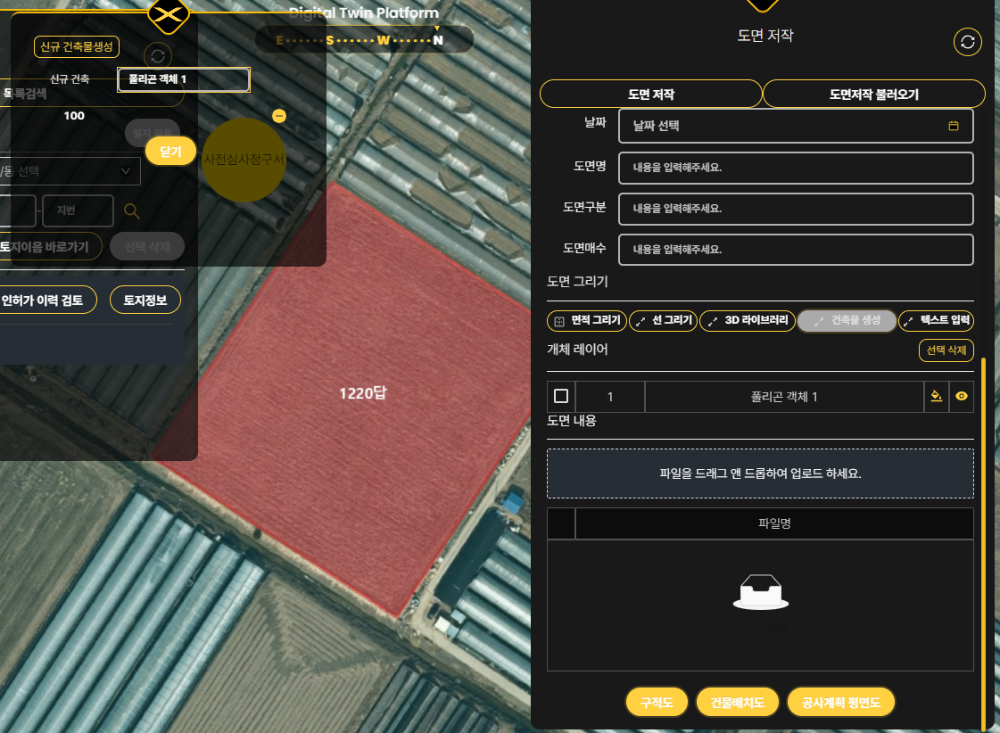 Digital Twin Platform
E S W N
신규 건축물생성
신규 건축
폴리곤 객체 1
목록검색
100
필지 적용
닫기
사전심사청구서
/동 선택
-
지번
토지이음 바로가기
선택 삭제
인허가 이력 검토
토지정보
1220답
도면 저작
도면 저작
도면저작 불러오기
날짜
날짜 선택
도면명
내용을 입력해주세요.
도면구분
내용을 입력해주세요.
도면매수
내용을 입력해주세요.
도면 그리기
면적 그리기
선 그리기
3D 라이브러리
건축물 생성
텍스트 입력
개체 레이어
선택 삭제
1
폴리곤 객체 1
도면 내용
파일을 드래그 앤 드롭하여 업로드 하세요.
파일명
구적도
건물배치도
공사계획 평면도